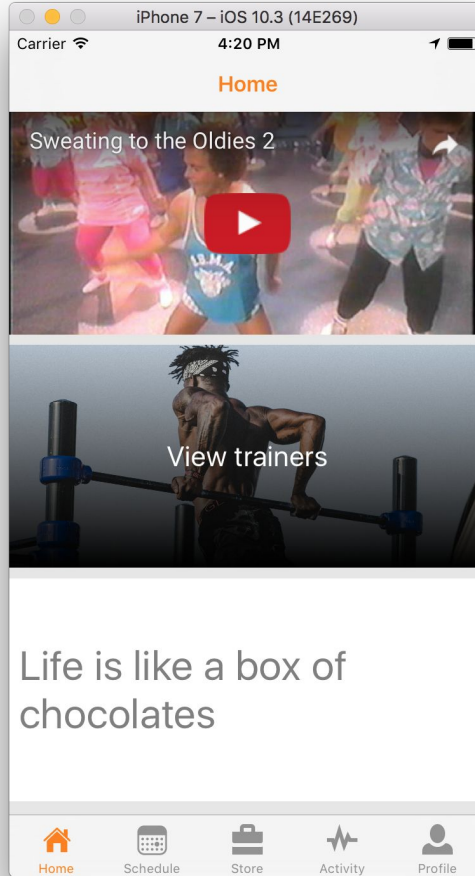 iPhone 7 – iOS 10.3 (14E269)
Carrier 4:20 PM
Home
Sweating to the Oldies 2
View trainers
Life is like a box of
chocolates
Home Schedule Store Activity Profile